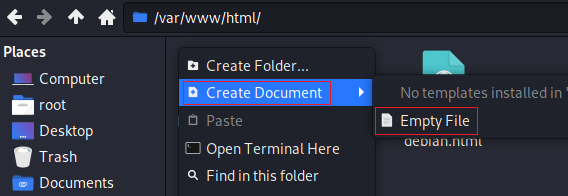 /var/www/html/
Places
Computer
root
Desktop
Trash
Documents
Create Folder...
Create Document
Paste
Open Terminal Here
Find in this folder
No templates installed in '
Empty File
debian.html